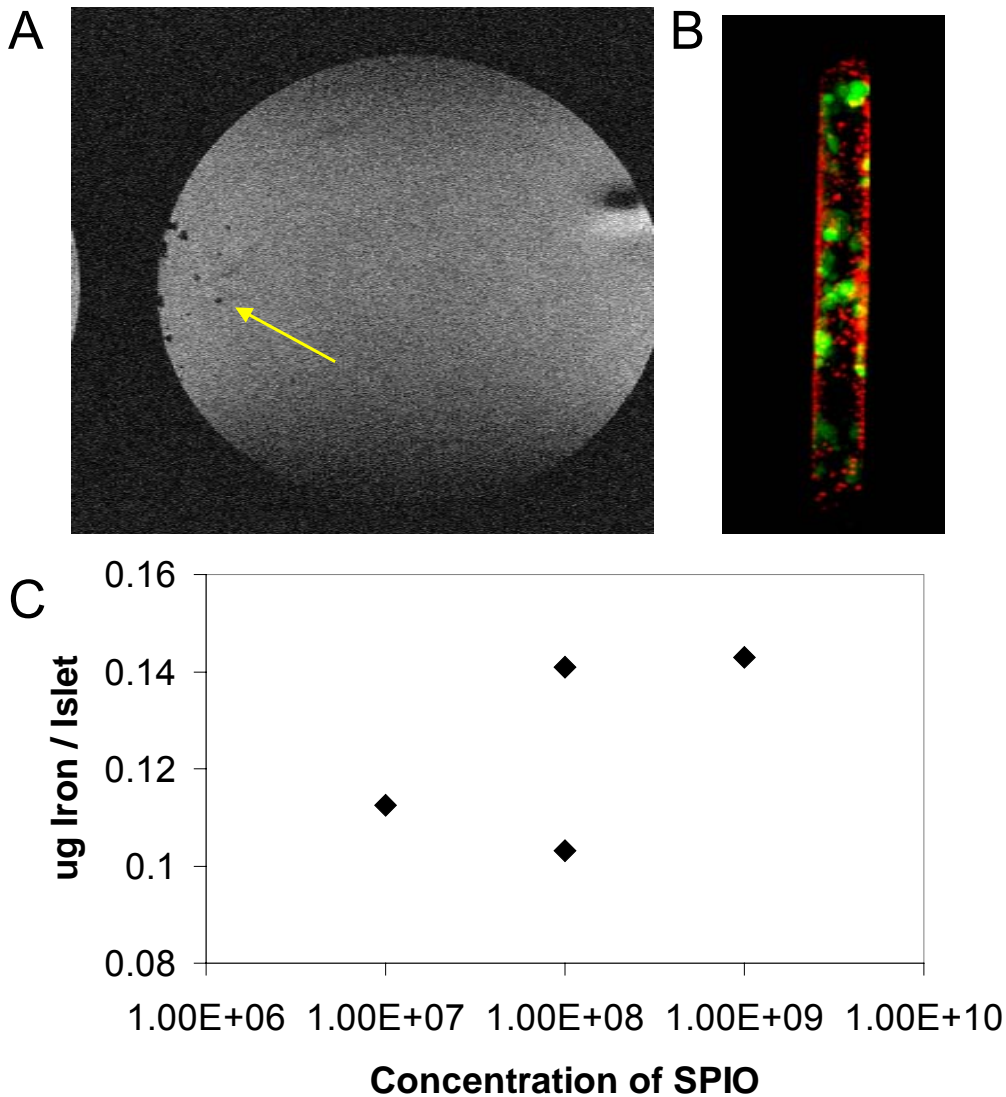 A
B
C
0.16
0.14
0.12
0.1
0.08
ug Iron / Islet
1.00E+06 1.00E+07 1.00E+08 1.00E+09 1.00E+10
Concentration of SPIO